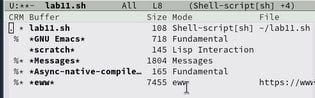 U:**-  lab11.sh      All   L8     (Shell-script[sh] +4)
CRM Buffer                Size Mode             File
. * lab11.sh               108 Shell-script[sh] ~/lab11.sh
 %  *GNU Emacs*            718 Fundamental
    *scratch*              145 Lisp Interaction
 %* *Messages*            1804 Messages
 %* *Async-native-compile…  165 Fundamental
 %* *eww*                 7455 eww              https://www